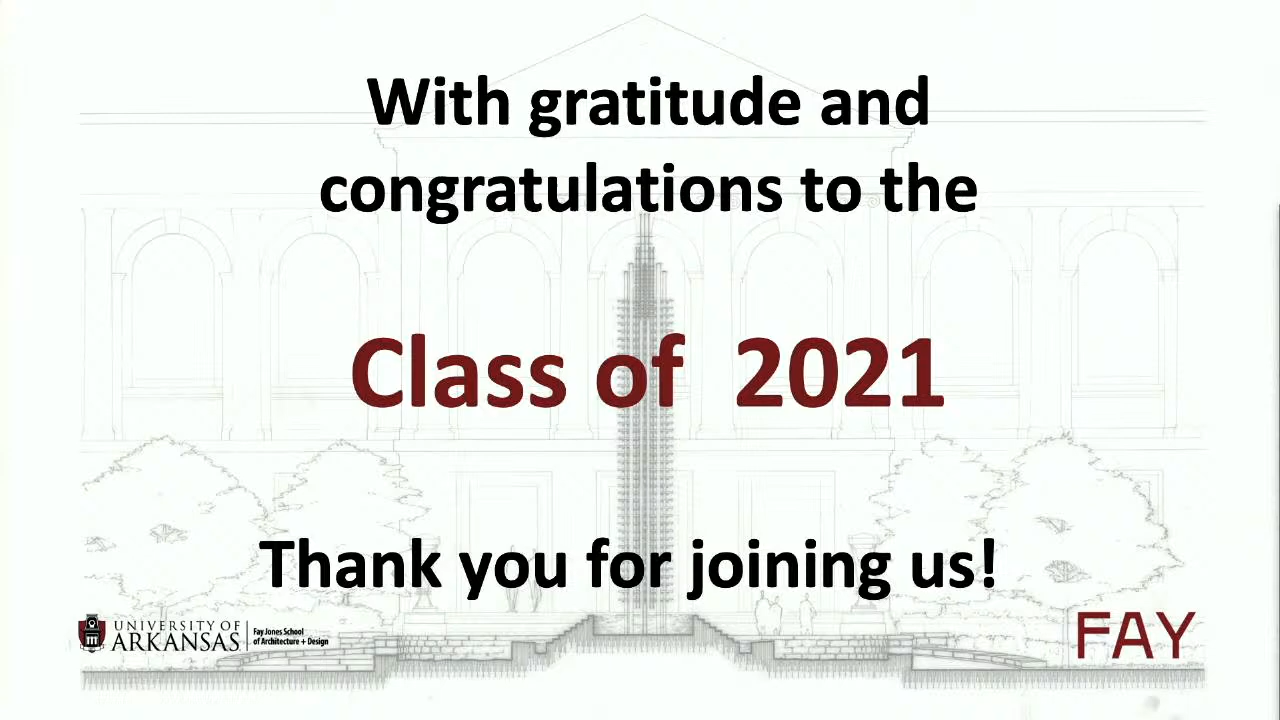 With gratitude and
congratulations to the
Class of 2021
Thank you for joining us!
UNIVERSITY OF
ARKANSAS
Fay Jones School
of Architecture + Design
FAY